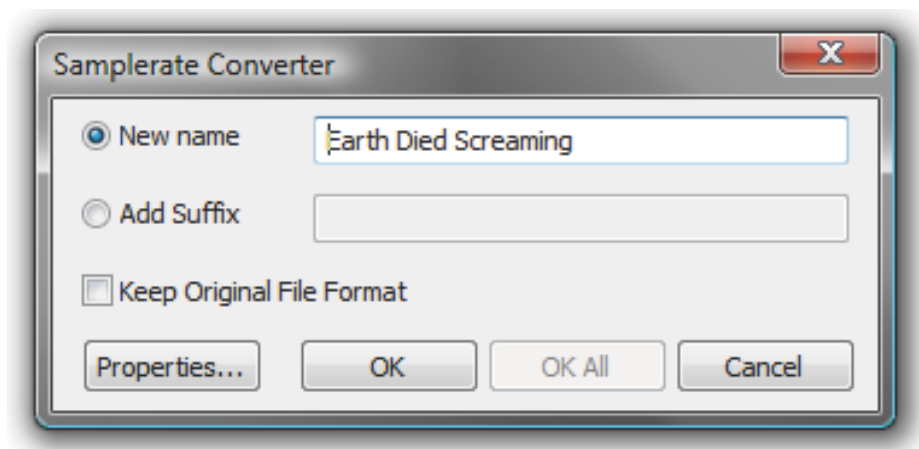 Samplerate Converter
New name
Earth Died Screaming
Add Suffix
Keep Original File Format
Properties...
OK
OK All
Cancel